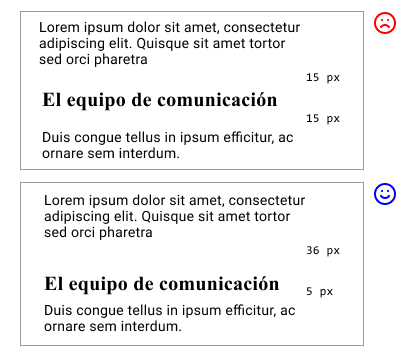 Lorem ipsum dolor sit amet, consectetur
adipiscing elit. Quisque sit amet tortor
sed orci pharetra
15 px
El equipo de comunicación
15 px
Duis congue tellus in ipsum efficitur, ac
ornare sem interdum.
Lorem ipsum dolor sit amet, consectetur
adipiscing elit. Quisque sit amet tortor
sed orci pharetra
36 px
El equipo de comunicación
5 px
Duis congue tellus in ipsum efficitur, ac
ornare sem interdum.